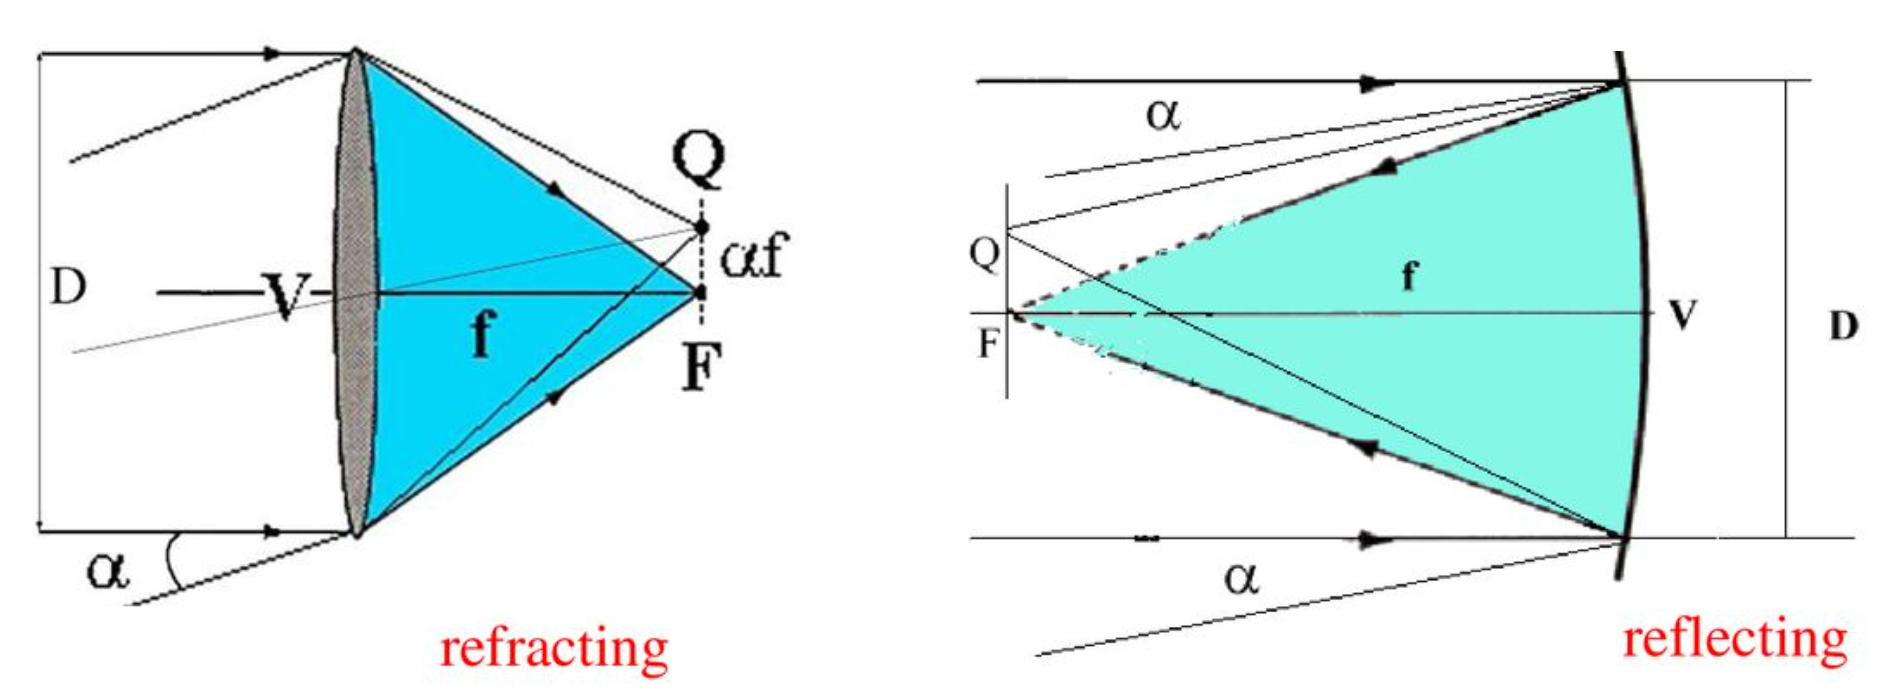 Q
αf
D
V
f
F
α
refracting
α
Q
f
F
V
D
α
reflecting